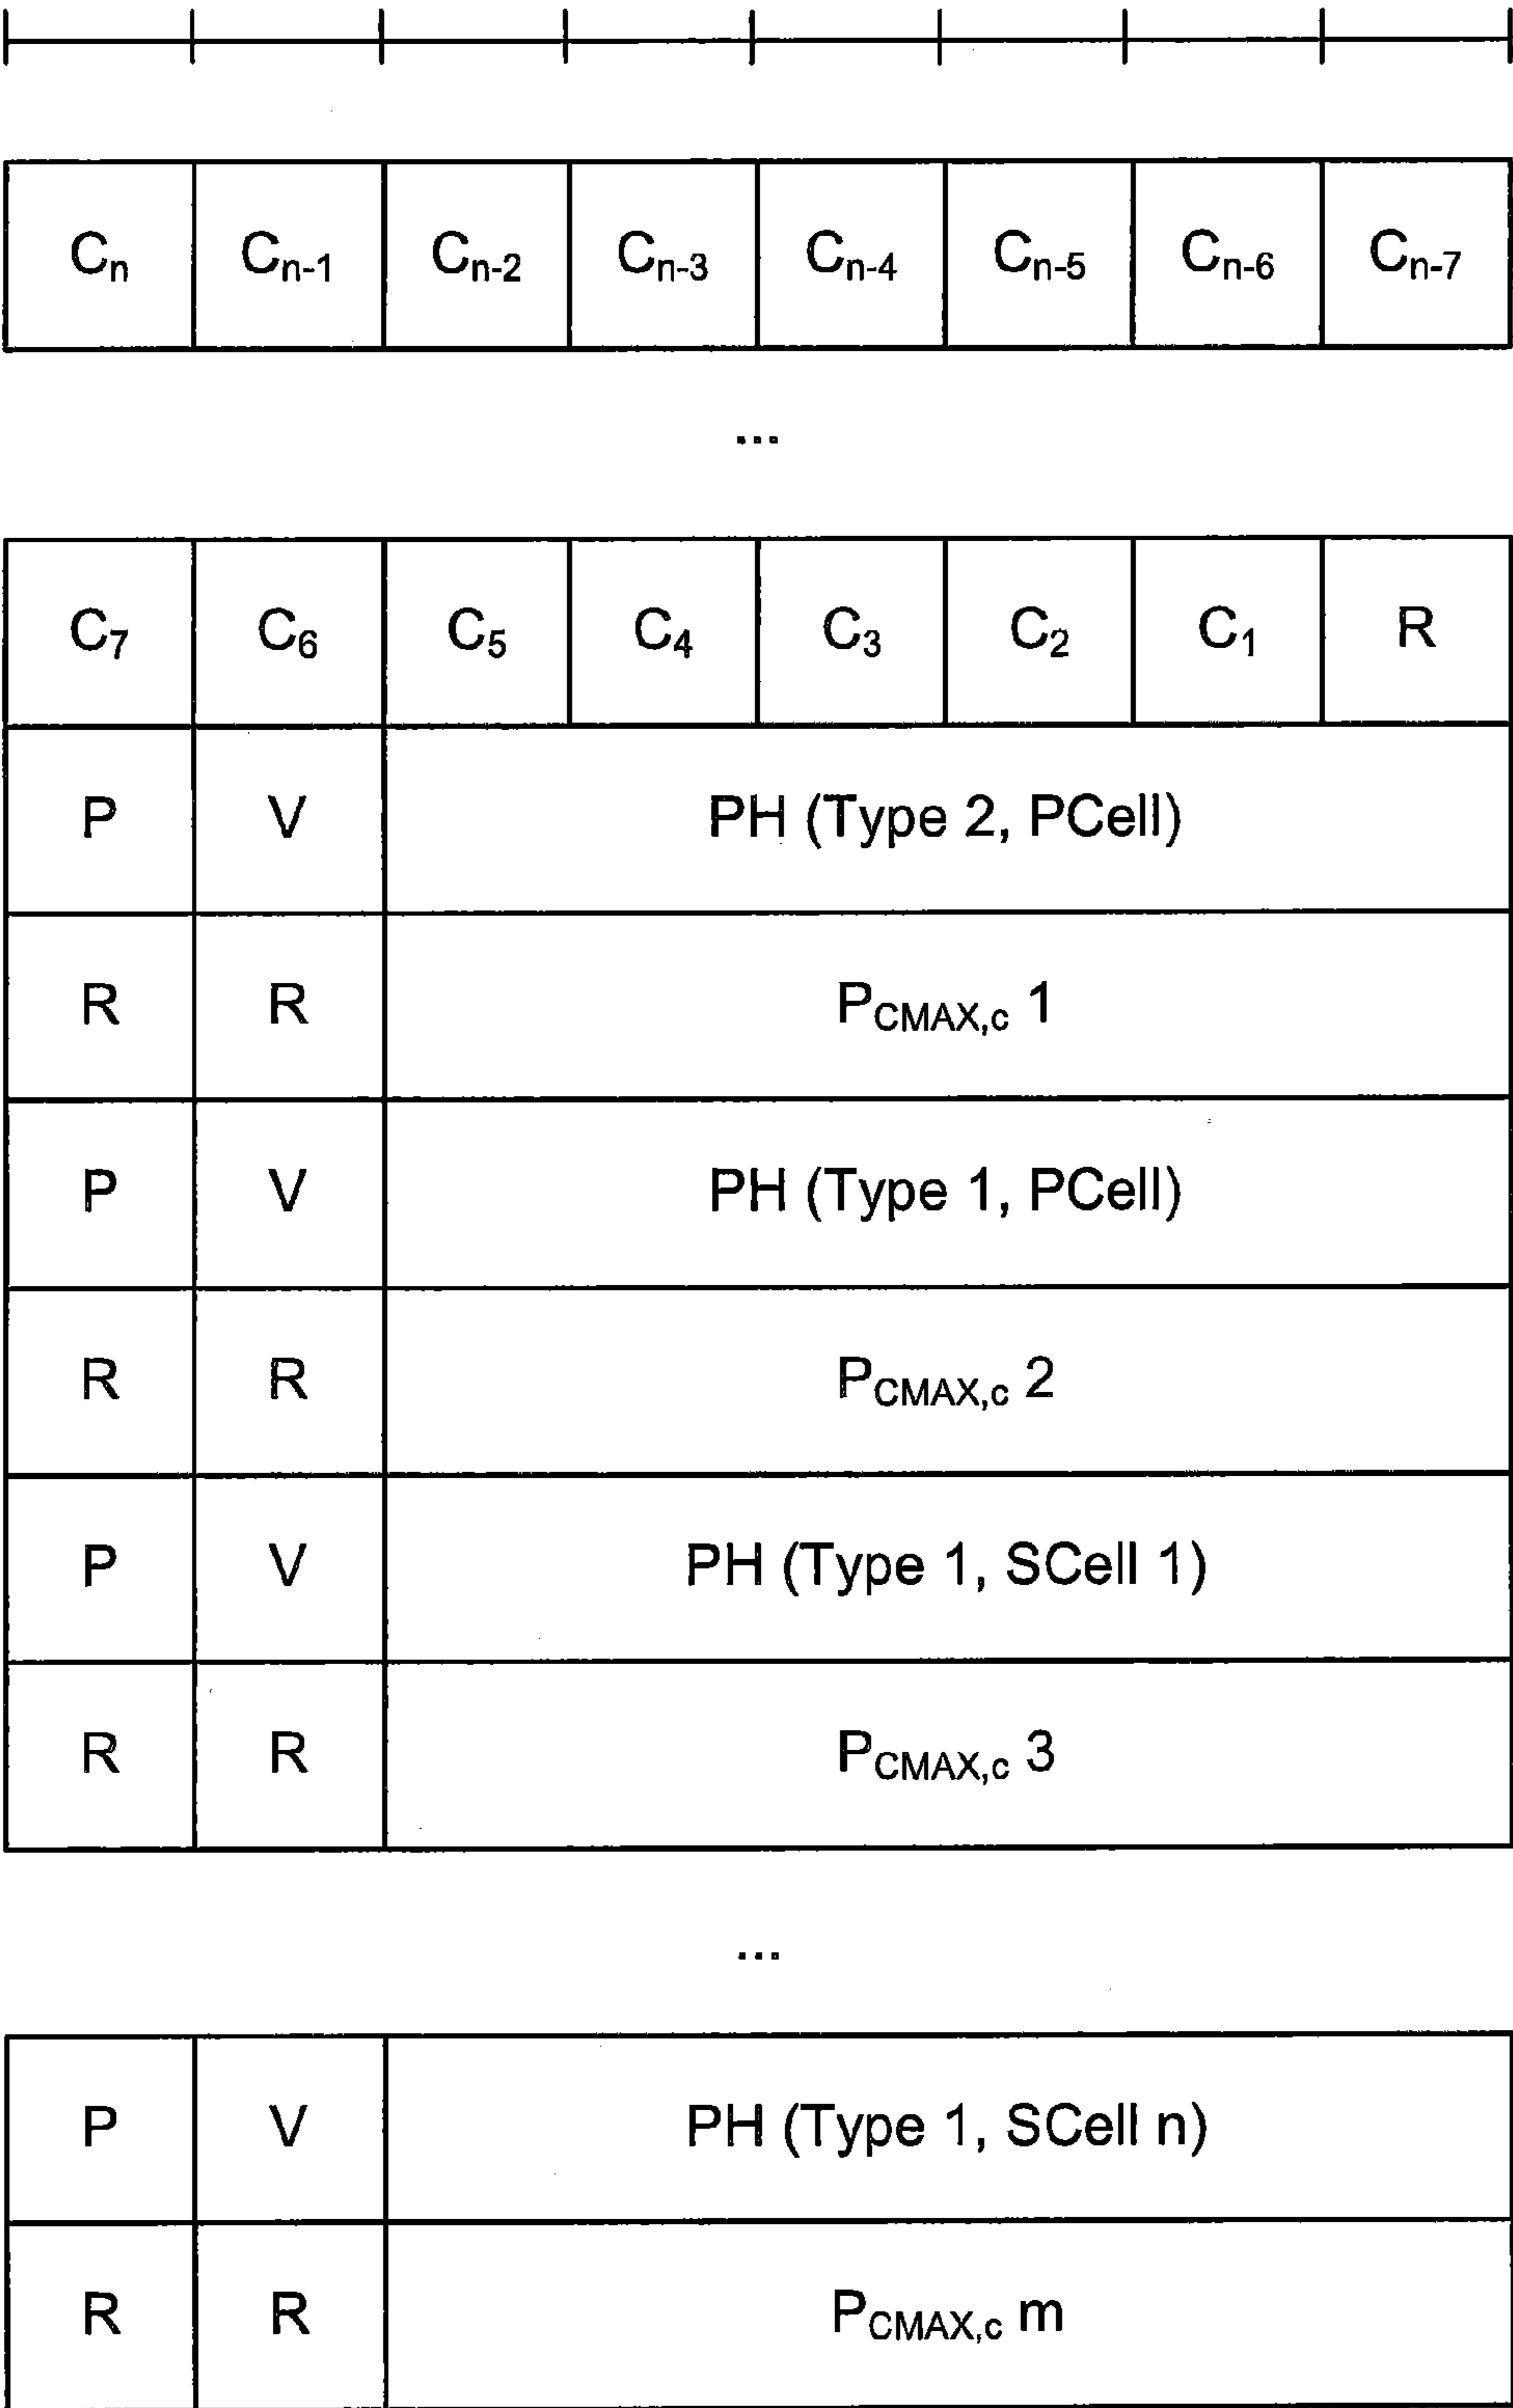 Cn Cn-1 Cn-2 Cn-3 Cn-4 Cn-5 Cn-6 Cn-7
...
C7 C6 C5 C4 C3 C2 C1 R
P V PH (Type 2, PCell)
R R PCMAX,c 1
P V PH (Type 1, PCell)
R R PCMAX,c 2
P V PH (Type 1, SCell 1)
R R PCMAX,c 3
...
P V PH (Type 1, SCell n)
R R PCMAX,c m